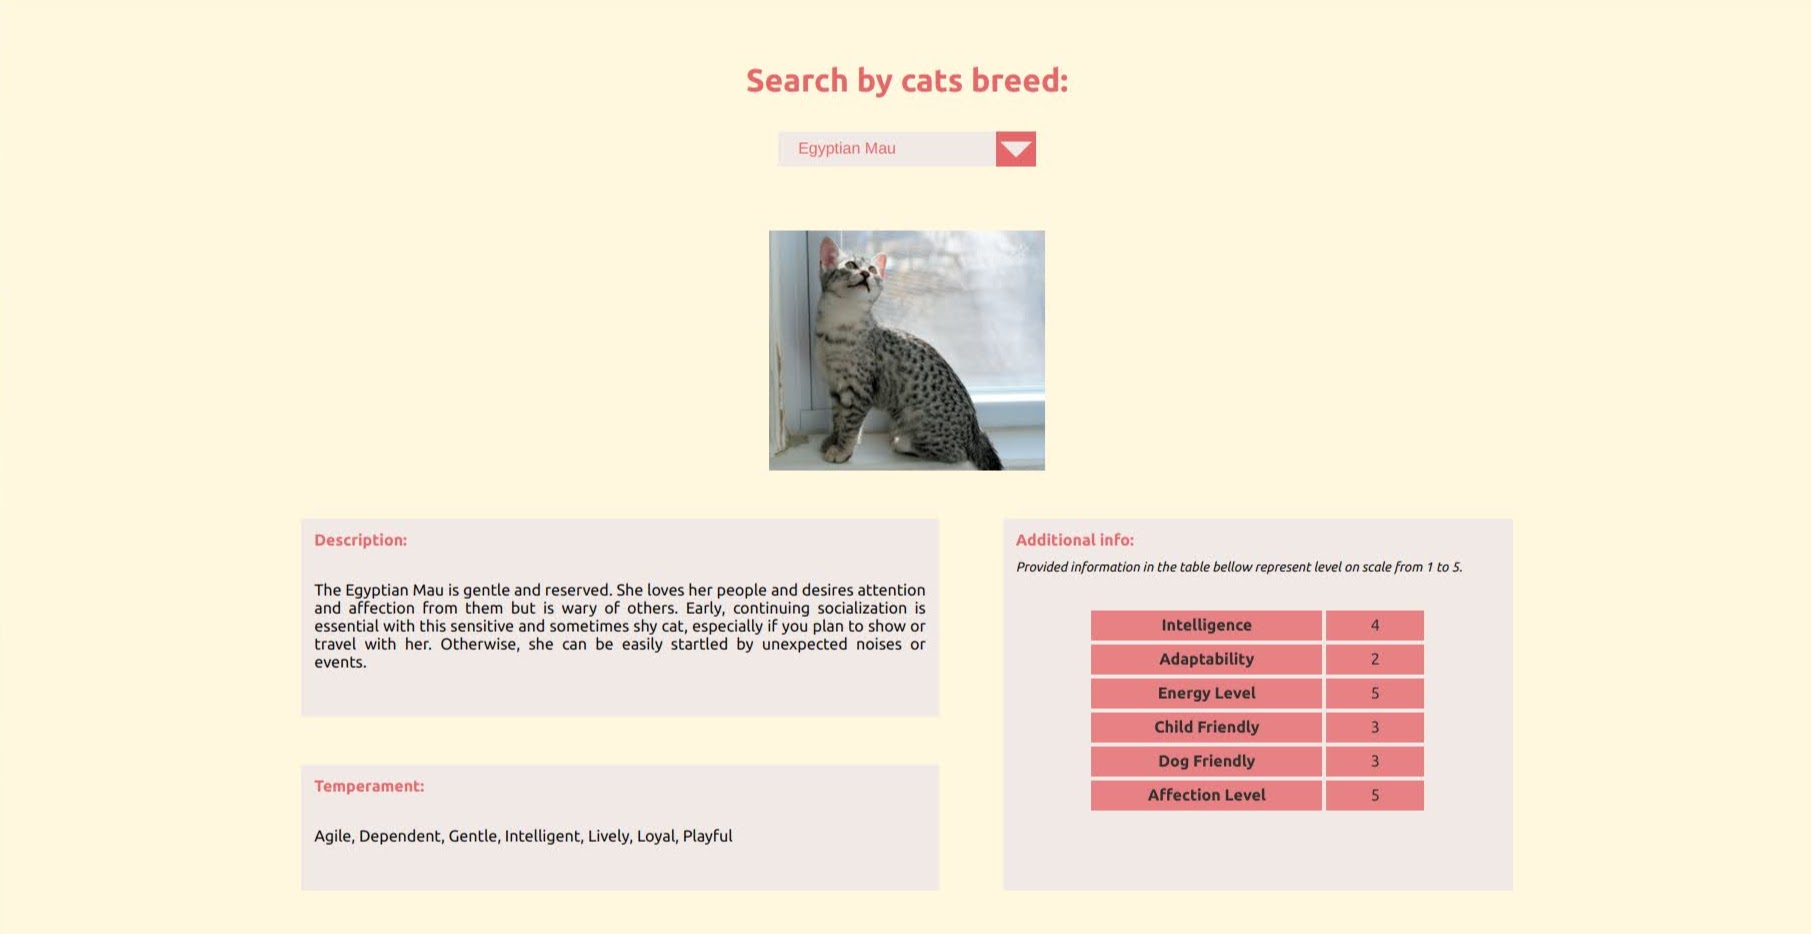 Search by cats breed:
Egyptian Mau
Description:
The Egyptian Mau is gentle and reserved. She loves her people and desires attention
and affection from them but is wary of others. Early, continuing socialization is
essential with this sensitive and sometimes shy cat, especially if you plan to show or
travel with her. Otherwise, she can be easily startled by unexpected noises or
events.
Temperament:
Agile, Dependent, Gentle, Intelligent, Lively, Loyal, Playful
Additional info:
Provided information in the table bellow represent level on scale from 1 to 5.
Intelligence 4
Adaptability 2
Energy Level 5
Child Friendly 3
Dog Friendly 3
Affection Level 5